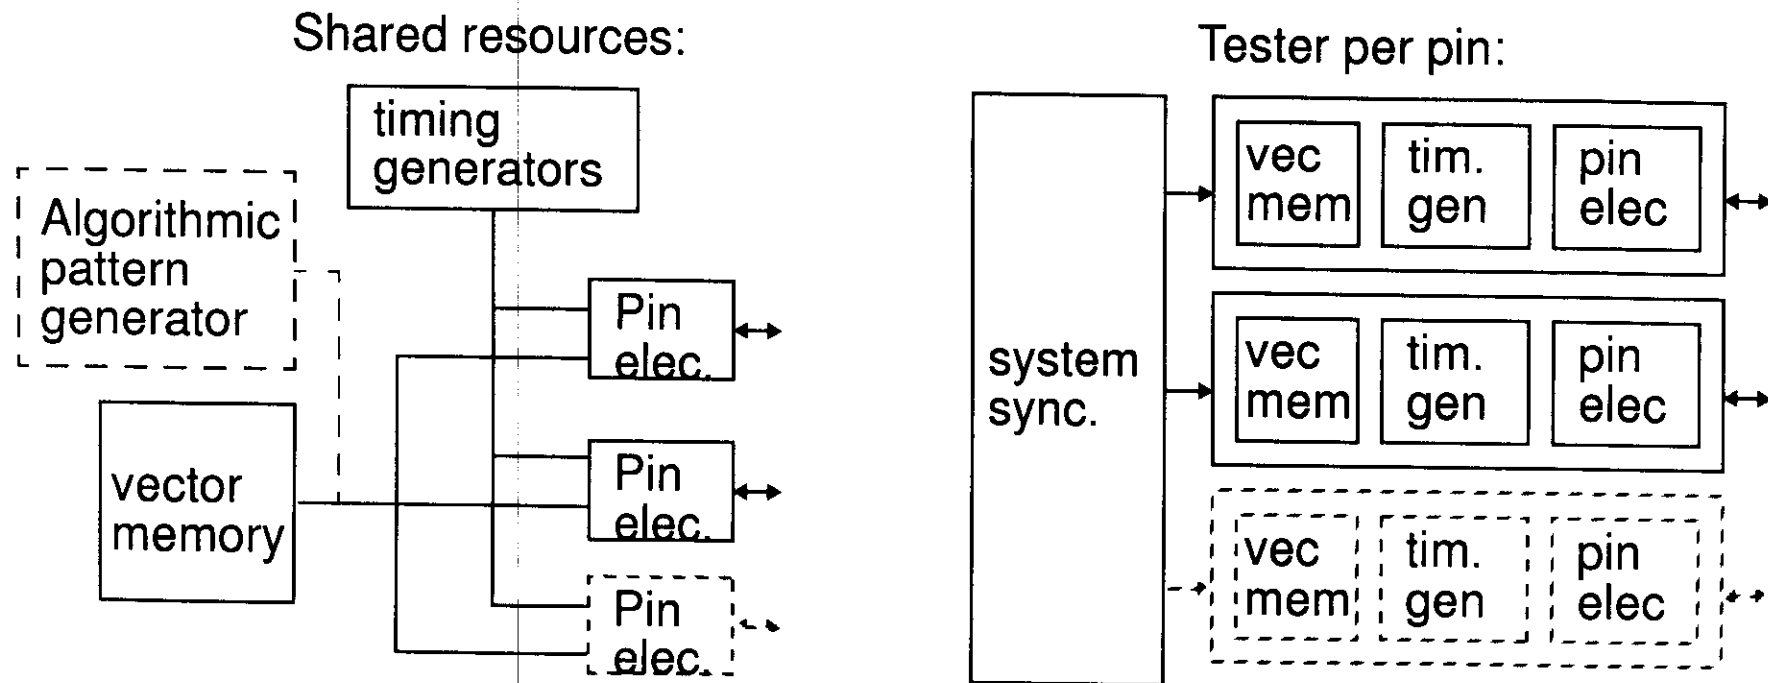 Shared resources:
timing
generators
Algorithmic
pattern
generator
Pin
elec.
vector
memory
Pin
elec.
Pin
elec.
Tester per pin:
system
sync.
vec
mem
tim.
gen
pin
elec
vec
mem
tim.
gen
pin
elec
vec
mem
tim.
gen
pin
elec